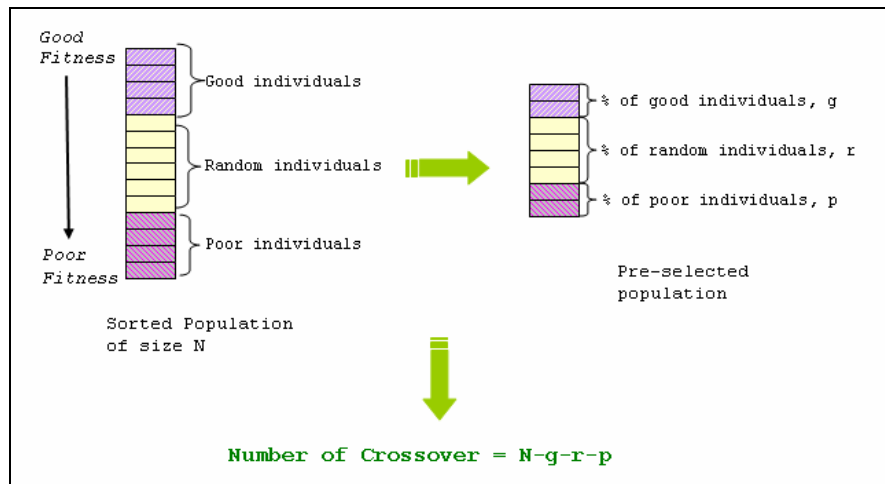 Good
Fitness
Good individuals
Random individuals
Poor individuals
Poor
Fitness
Sorted Population
of size N
% of good individuals, g
% of random individuals, r
% of poor individuals, p
Pre-selected
population
Number of Crossover = N-g-r-p